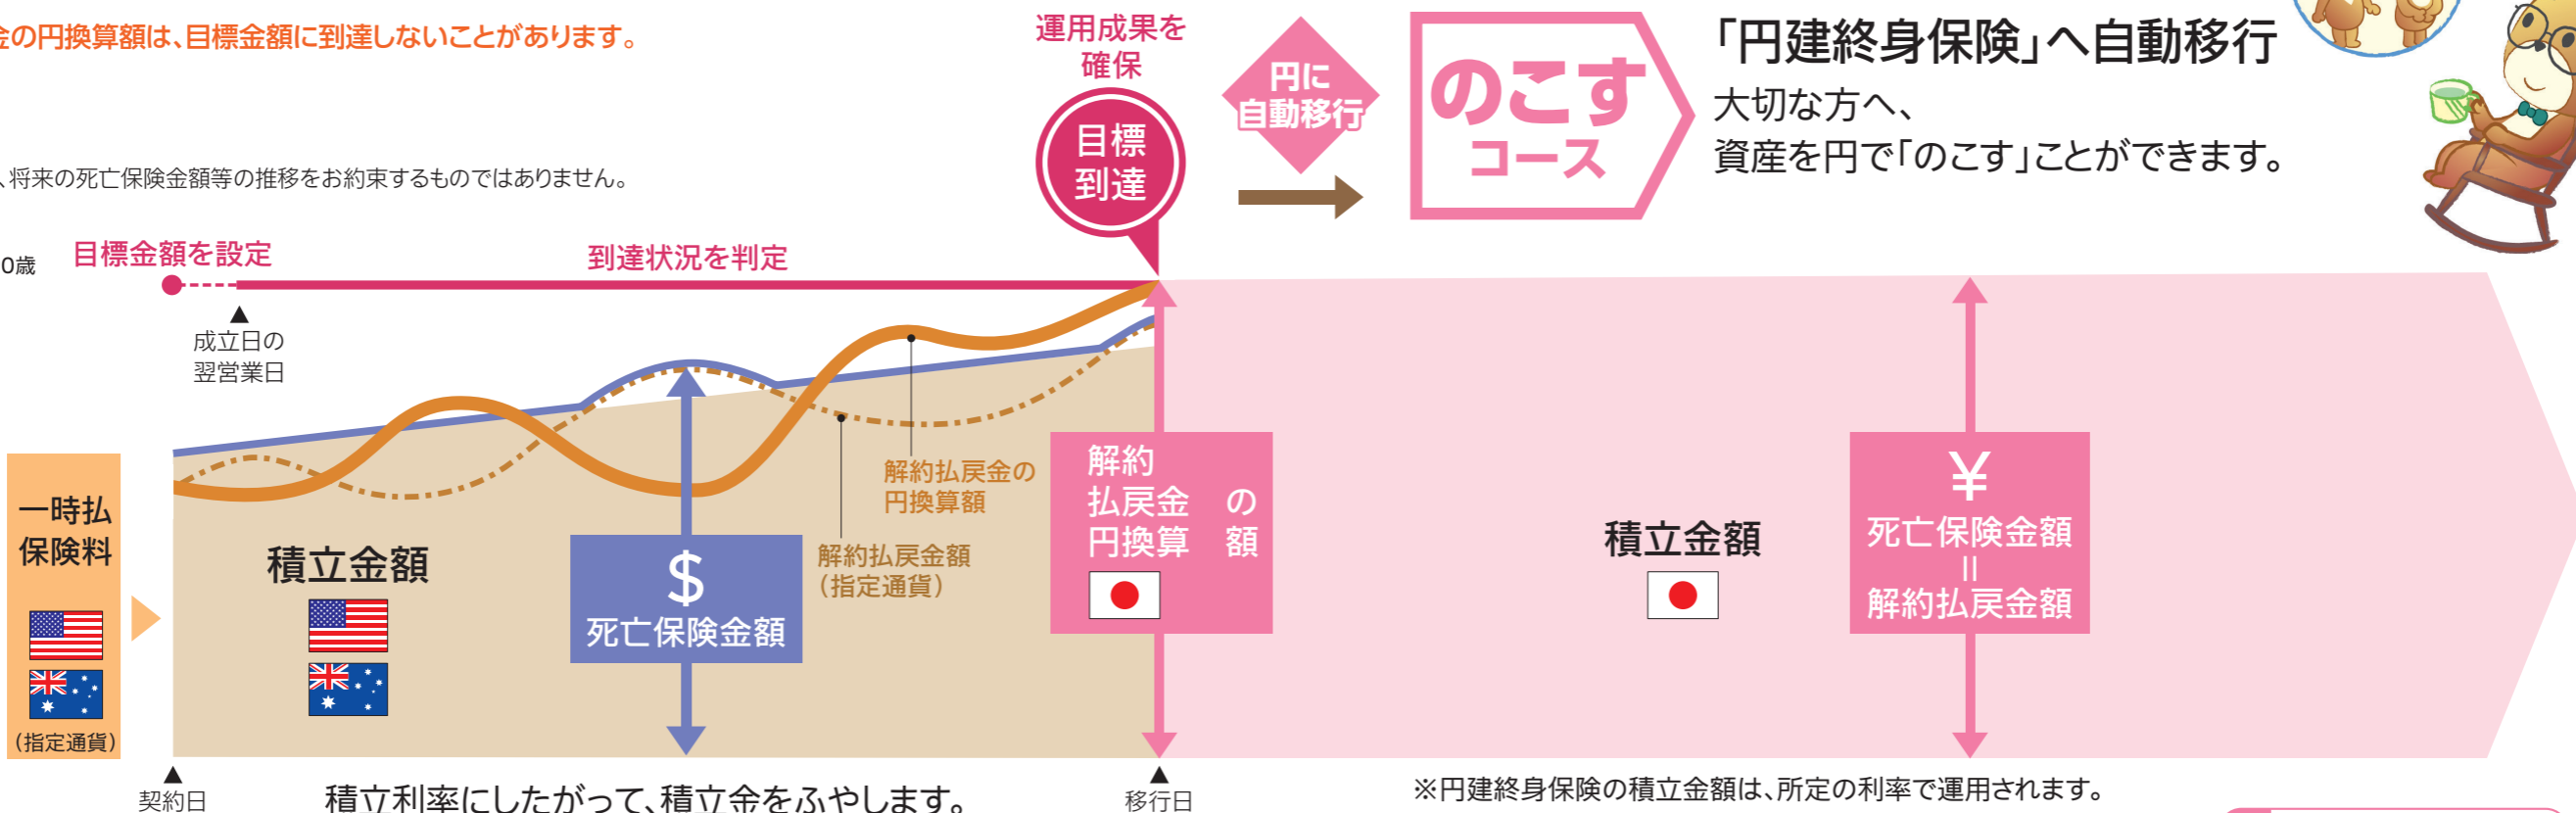 金の円換算額は、目標金額に到達しないことがあります。
、将来の死亡保険金額等の推移をお約束するものではありません。
運用成果を
確保
目標
到達
円に
自動移行
のこす
コース
「円建終身保険」へ自動移行
大切な方へ、
資産を円で「のこす」ことができます。
0歳
目標金額を設定
到達状況を判定
▲
成立日の
翌営業日
一時払
保険料
(指定通貨)
積立金額
$
死亡保険金額
解約払戻金の
円換算額
解約払戻金額
(指定通貨)
解約
払戻金 の
円換算 額
積立金額
¥
死亡保険金額
=
解約払戻金額
▲
契約日
積立利率にしたがって、積立金をふやします。
▲
移行日
※円建終身保険の積立金額は、所定の利率で運用されます。